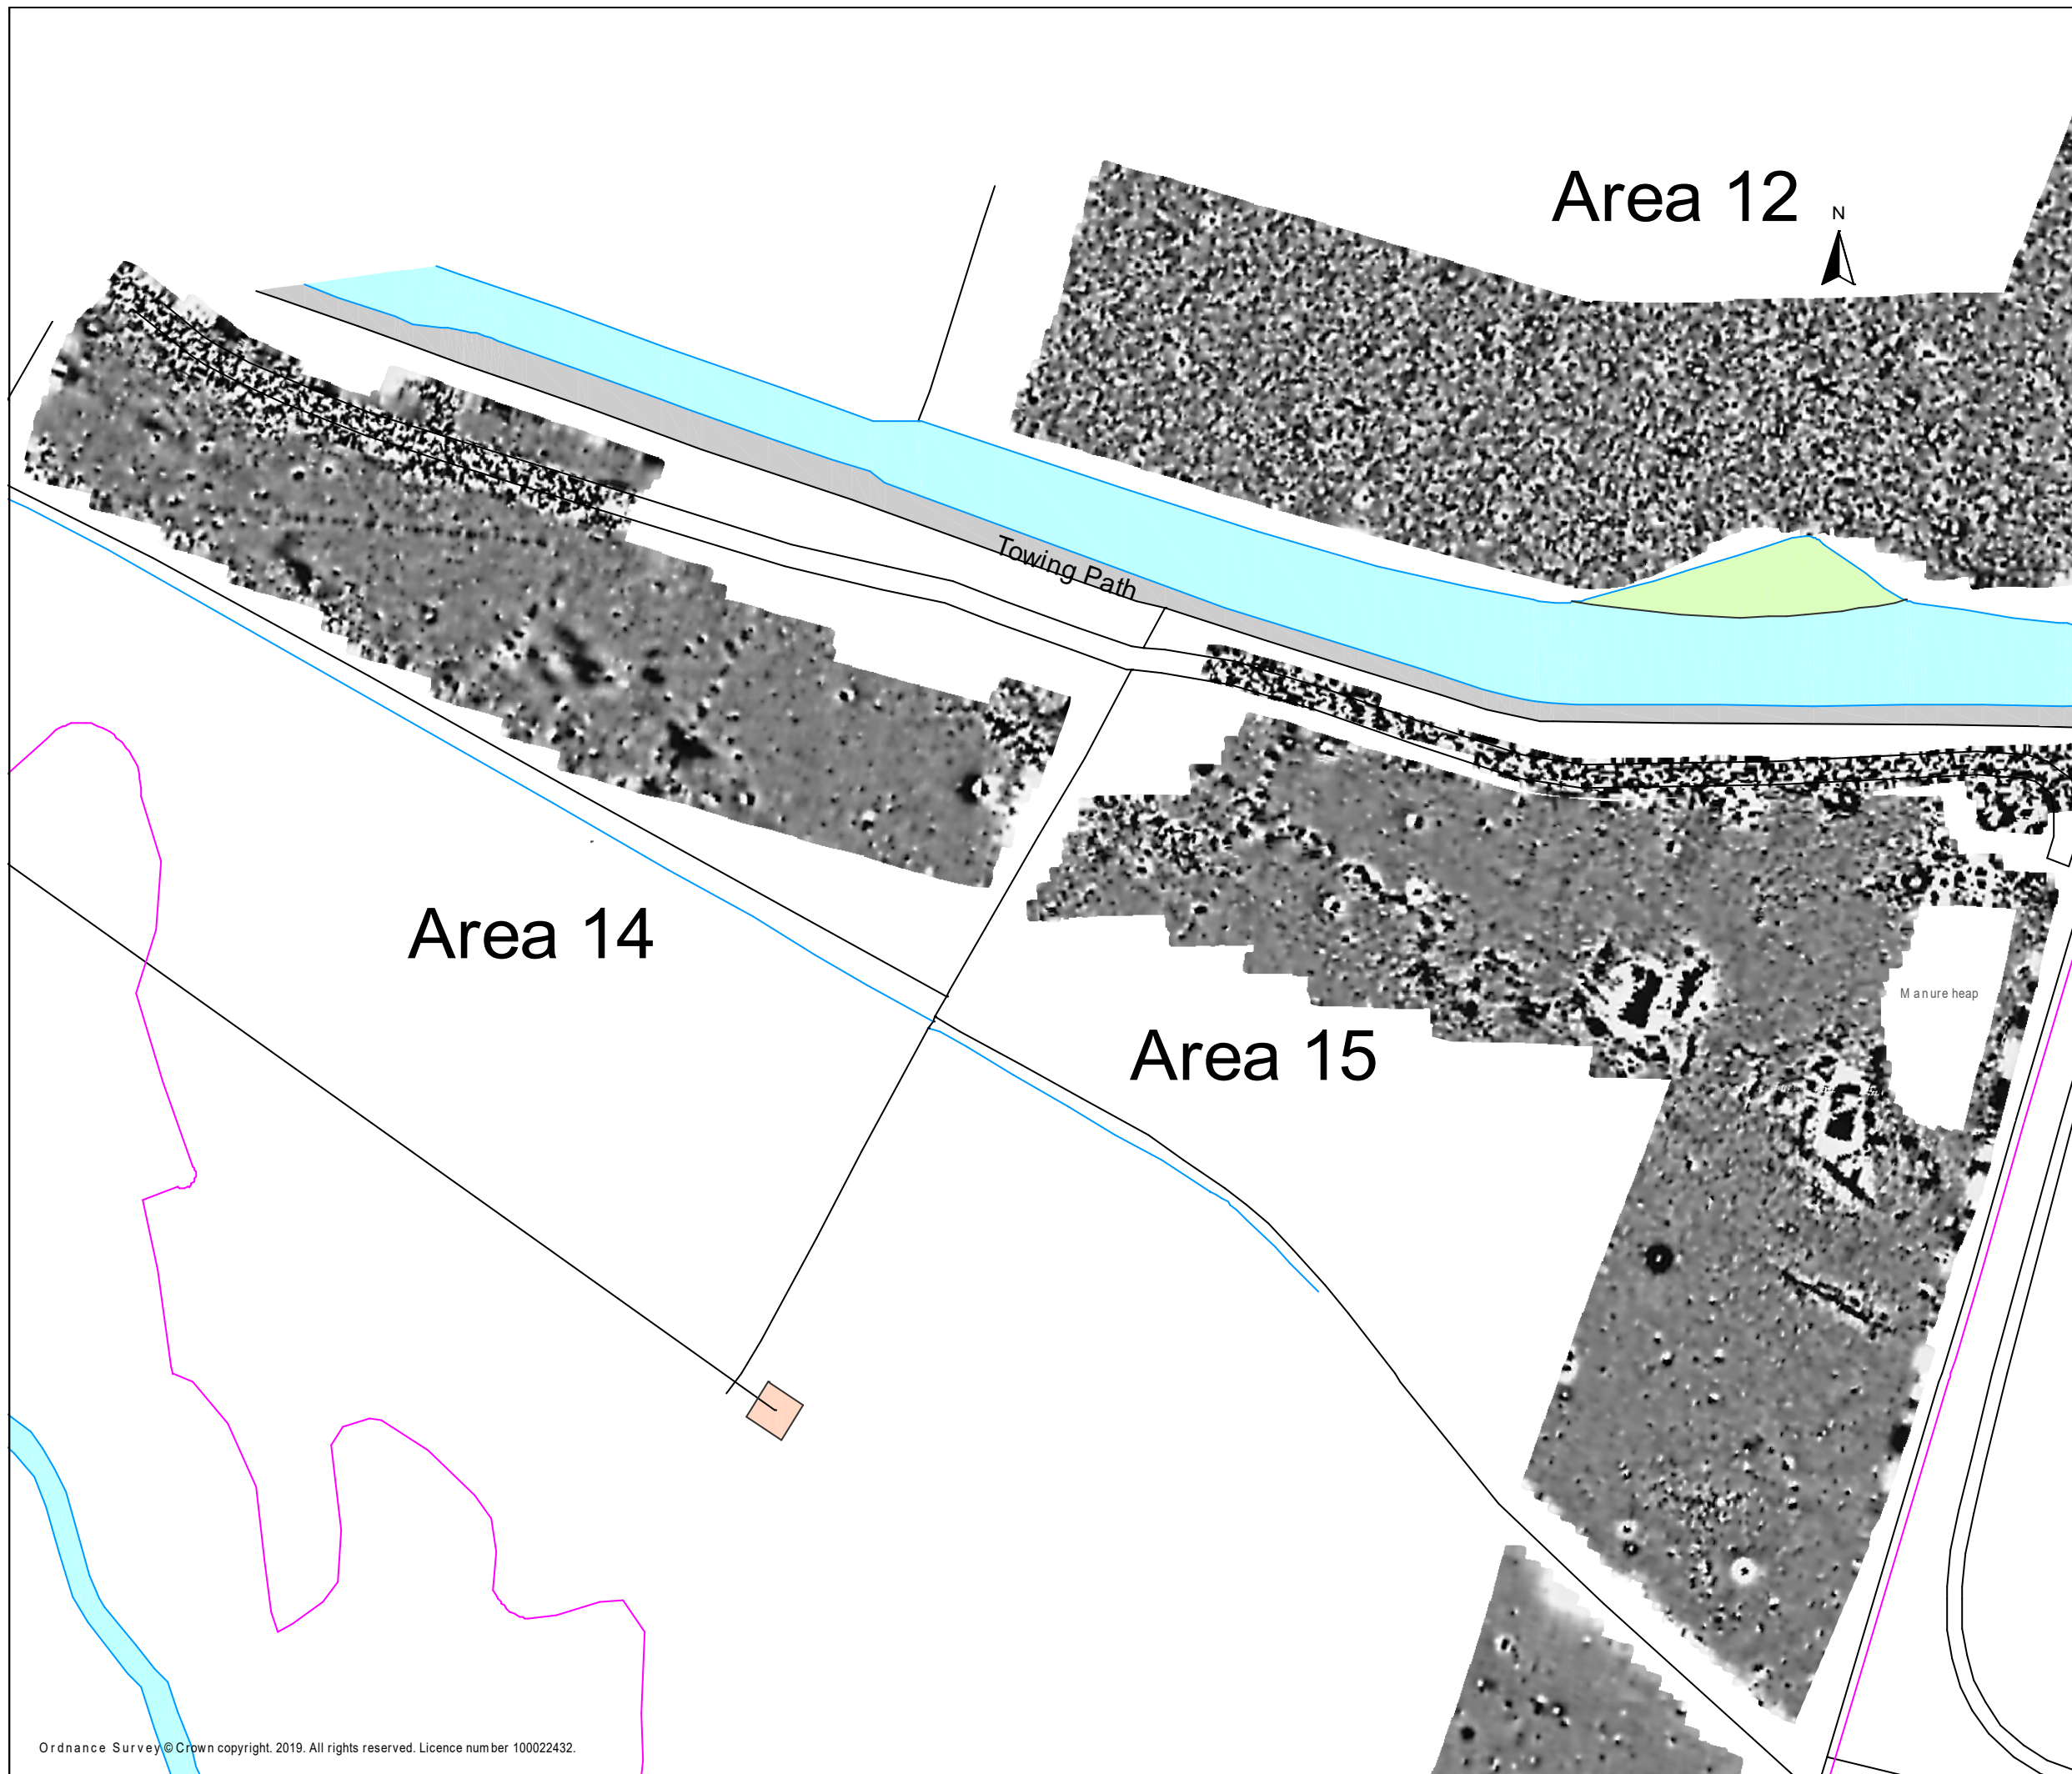 Area 12
N
Towing Path
Area 14
Manure heap
Area 15
Ordnance Survey © Crown copyright. 2019. All rights reserved. Licence number 100022432.